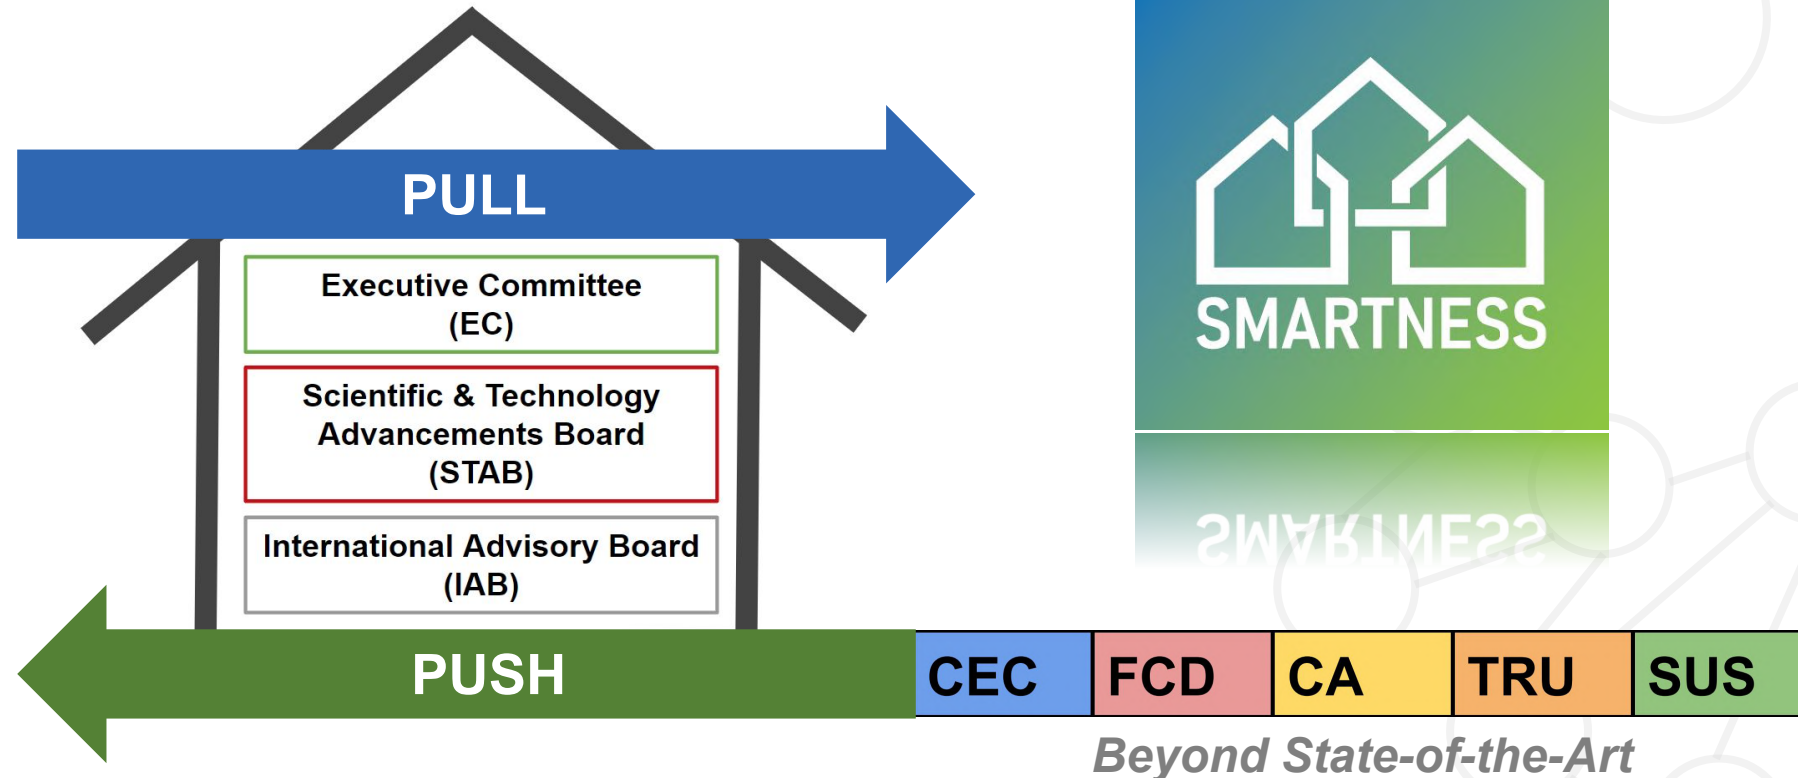 PULL
Executive Committee
(EC)
Scientific & Technology
Advancements Board
(STAB)
International Advisory Board
(IAB)
PUSH
SMARTNESS
SMARTNESS
CEC FCD CA TRU SUS
Beyond State-of-the-Art